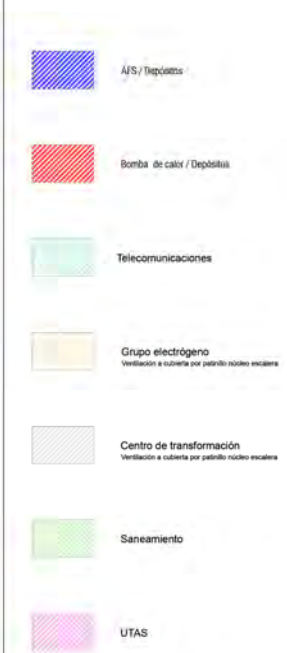 AFS / Depósitos
Bomba de calor / Depósitos
Telecomunicaciones
Grupo electrógeno
Ventilación a cubierta por patinillo núcleo escalera
Centro de transformación
Ventilación a cubierta por patinillo núcleo escalera
Saneamiento
UTAS